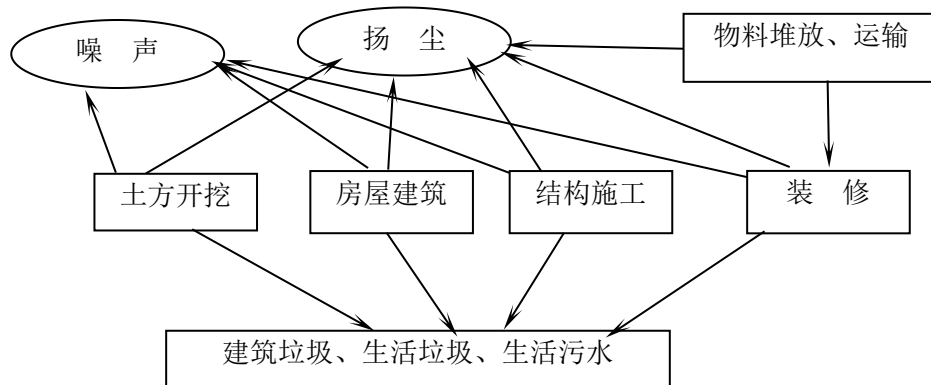 噪 声
扬 尘
物料堆放、运输
土方开挖
房屋建筑
结构施工
装 修
建筑垃圾、生活垃圾、生活污水